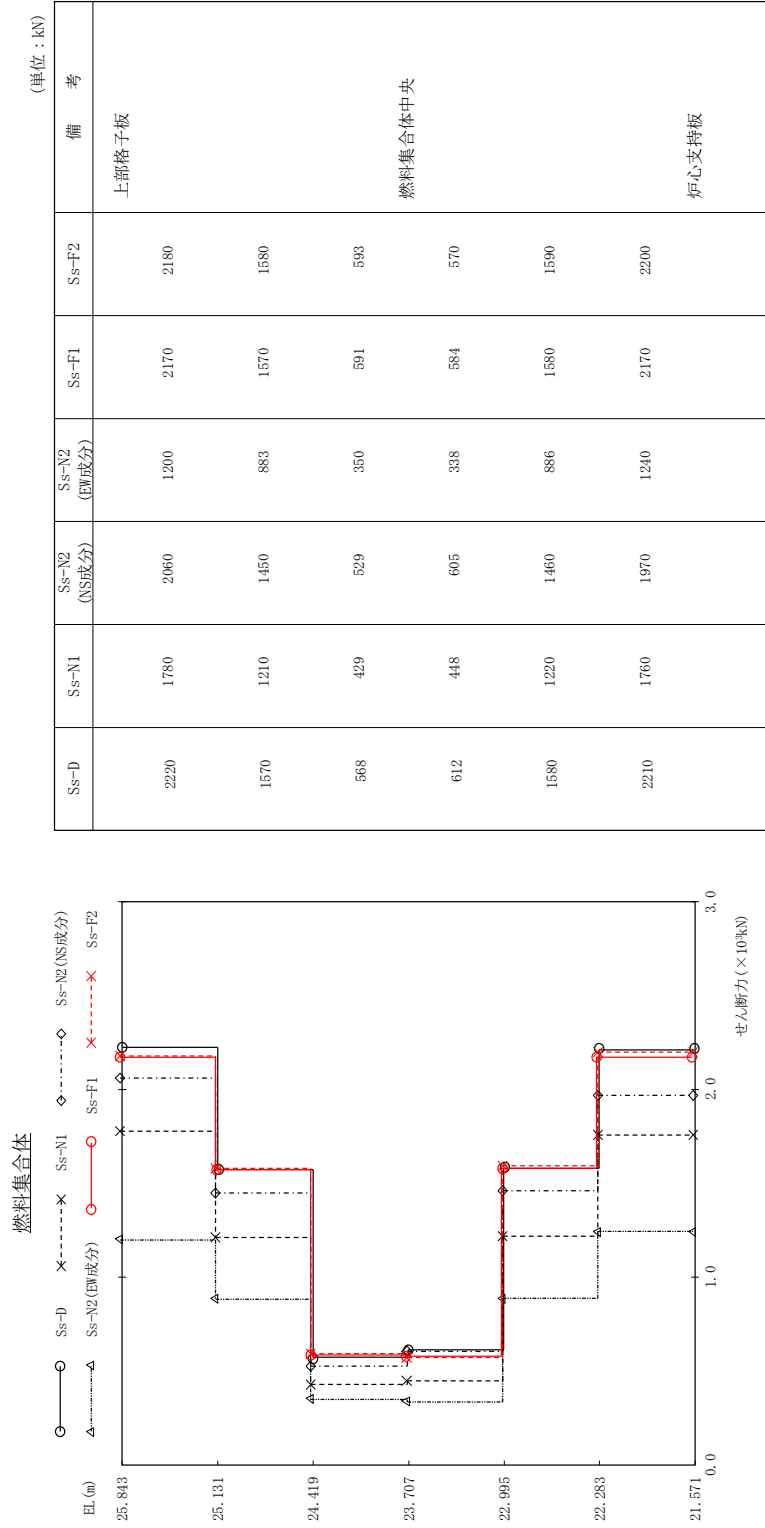 燃料集合体
Ss-D Ss-N1 Ss-N2(NS成分)
Ss-N2(EW成分) Ss-F1 Ss-F2
EL(m)
25.843
25.131
24.419
23.707
22.995
22.283
21.571
0.0 1.0 2.0 3.0
せん断力(×10³kN)
(単位：kN)
Ss-D Ss-N1 Ss-N2(NS成分) Ss-N2(EW成分) Ss-F1 Ss-F2 備 考
上部格子板
2220 1780 2060 1200 2170 2180
1570 1210 1450 883 1570 1580
568 429 529 350 591 593
燃料集合体中央
612 448 605 338 584 570
1580 1220 1460 886 1580 1590
2210 1760 1970 1240 2170 2200
炉心支持板